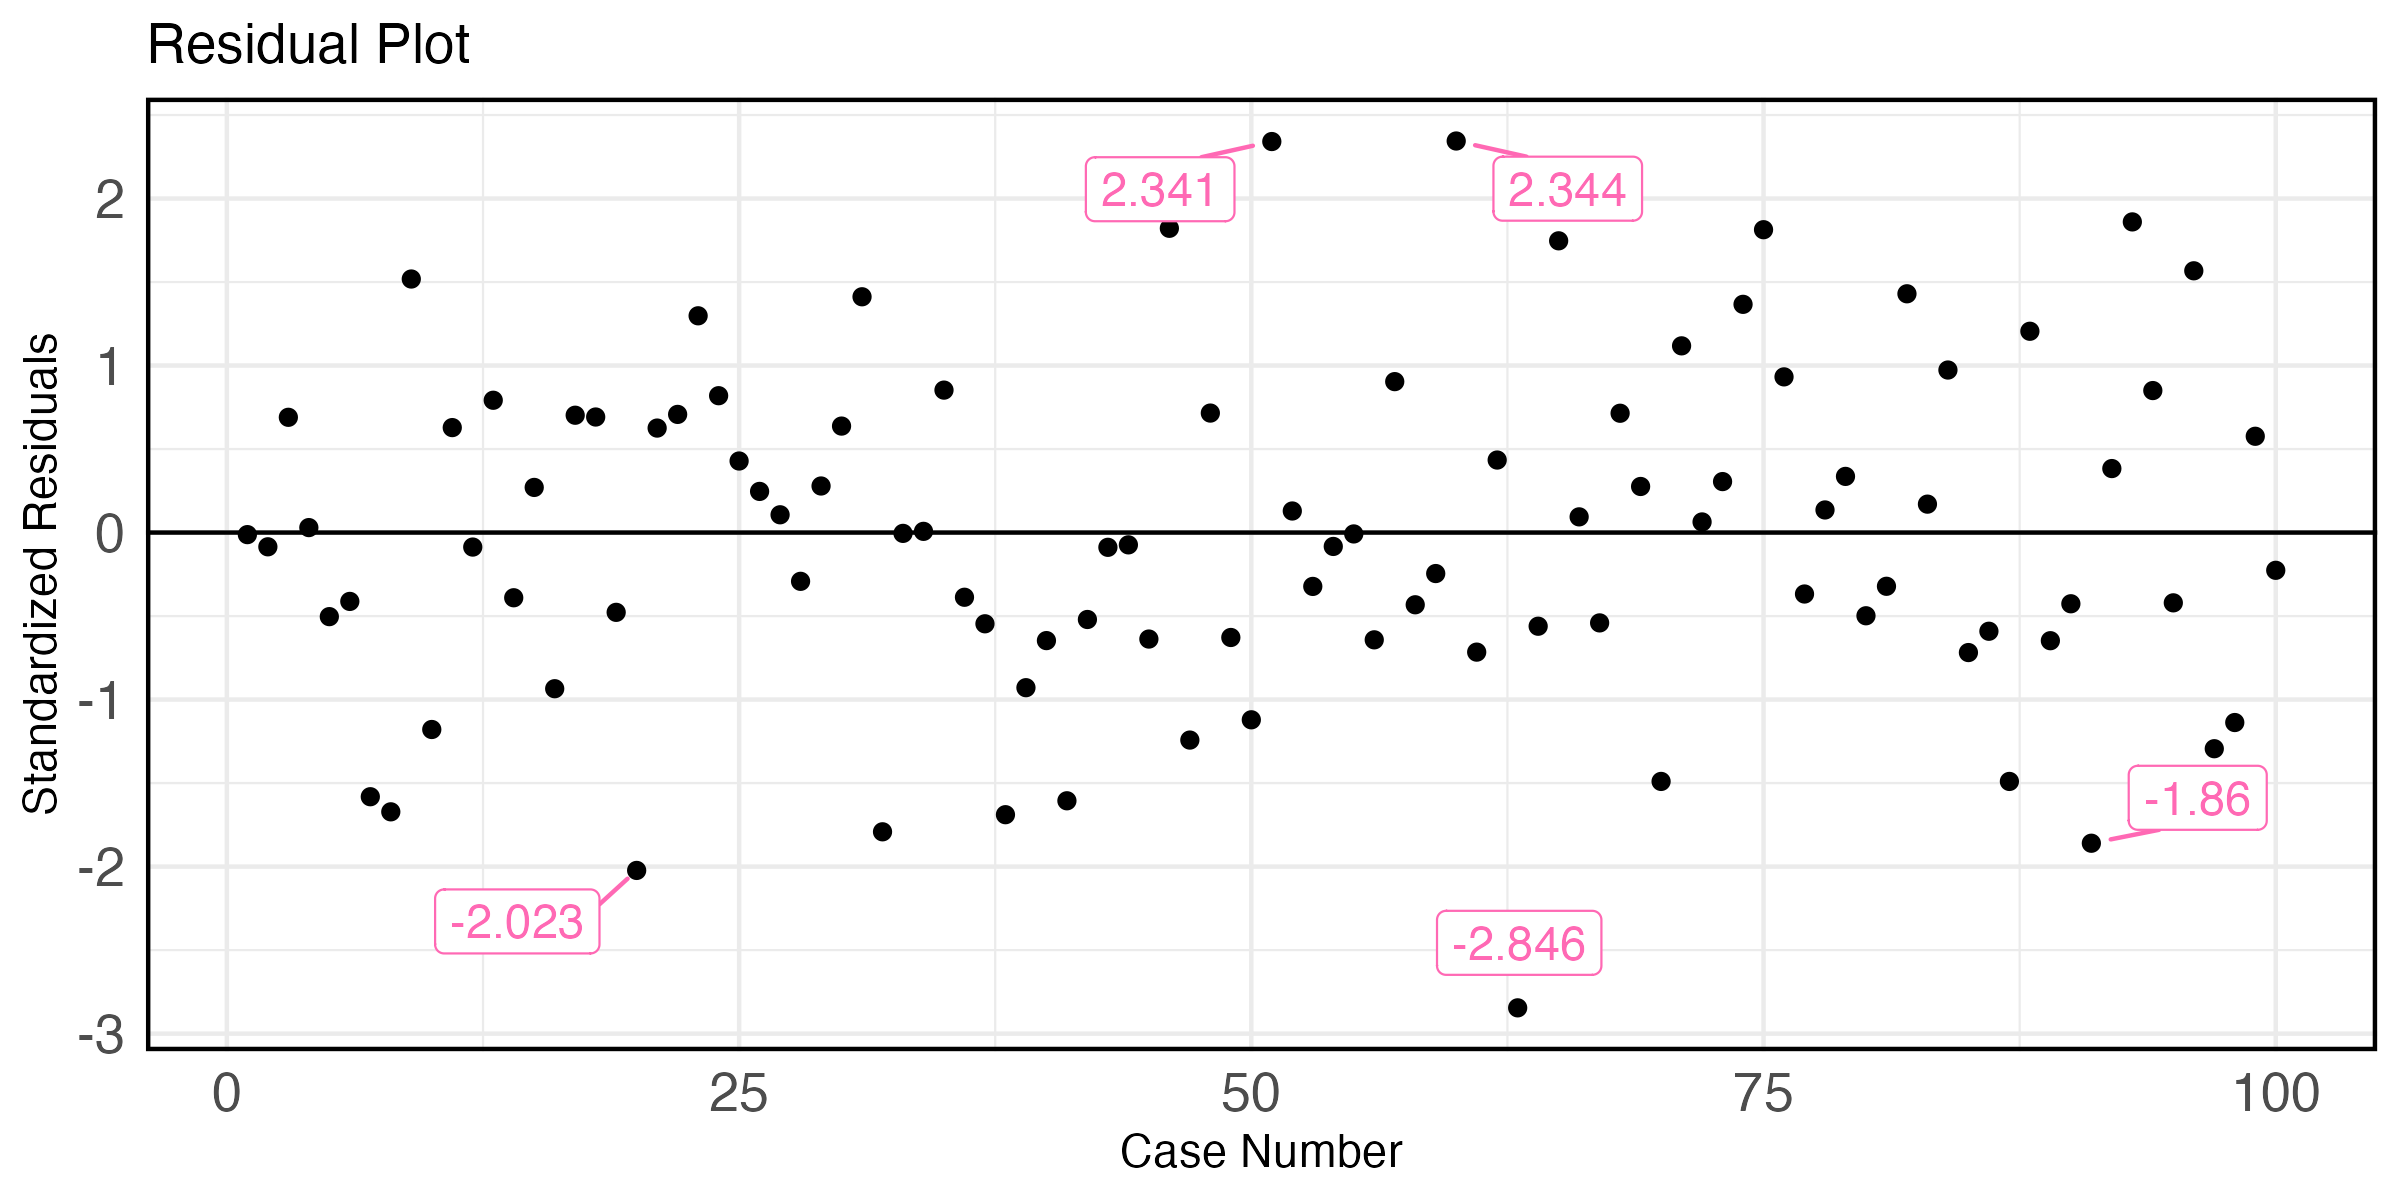 Residual Plot
Standardized Residuals
2
1
0
-1
-2
-3
2.341
2.344
-2.023
-2.846
-1.86
0 25 50 75 100
Case Number